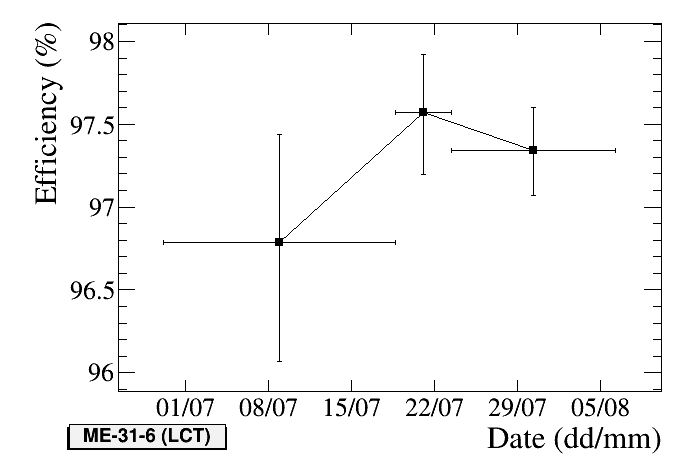 Efficiency (%)
98
97.5
97
96.5
96
01/07 08/07 15/07 22/07 29/07 05/08
ME-31-6 (LCT)
Date (dd/mm)